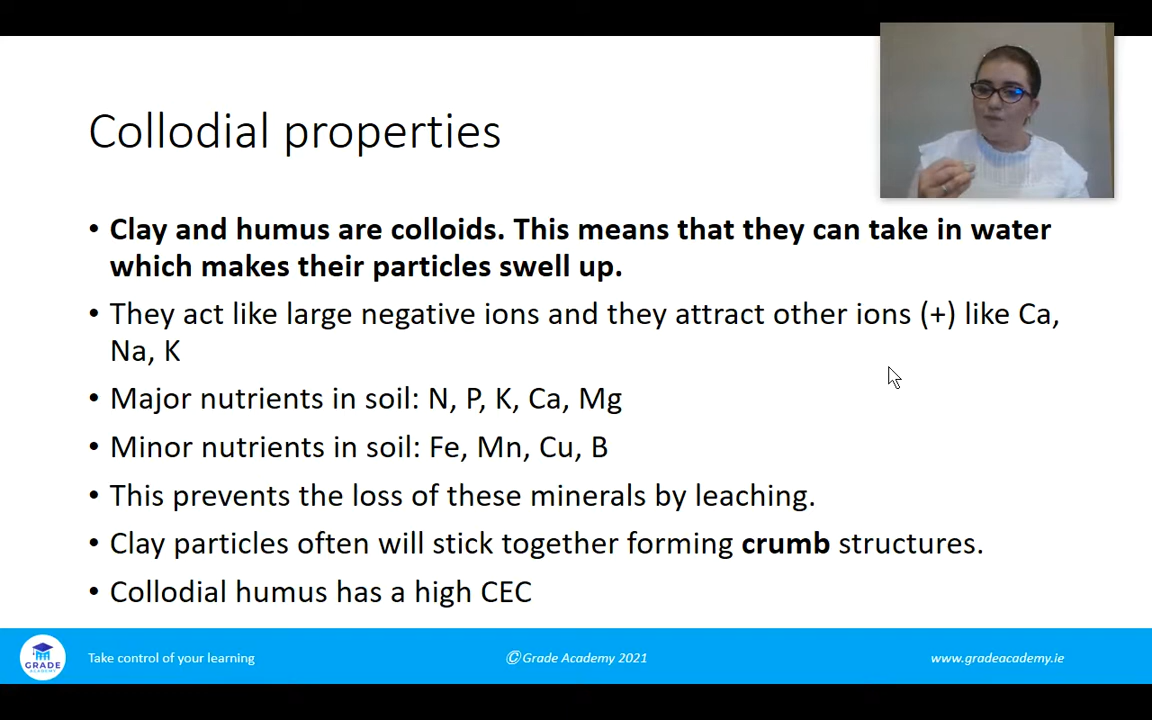 Collodial properties
• Clay and humus are colloids. This means that they can take in water
which makes their particles swell up.
• They act like large negative ions and they attract other ions (+) like Ca,
Na, K
• Major nutrients in soil: N, P, K, Ca, Mg
• Minor nutrients in soil: Fe, Mn, Cu, B
• This prevents the loss of these minerals by leaching.
• Clay particles often will stick together forming crumb structures.
• Collodial humus has a high CEC
GRADE
ACADEMY
Take control of your learning
©Grade Academy 2021
www.gradeacademy.ie